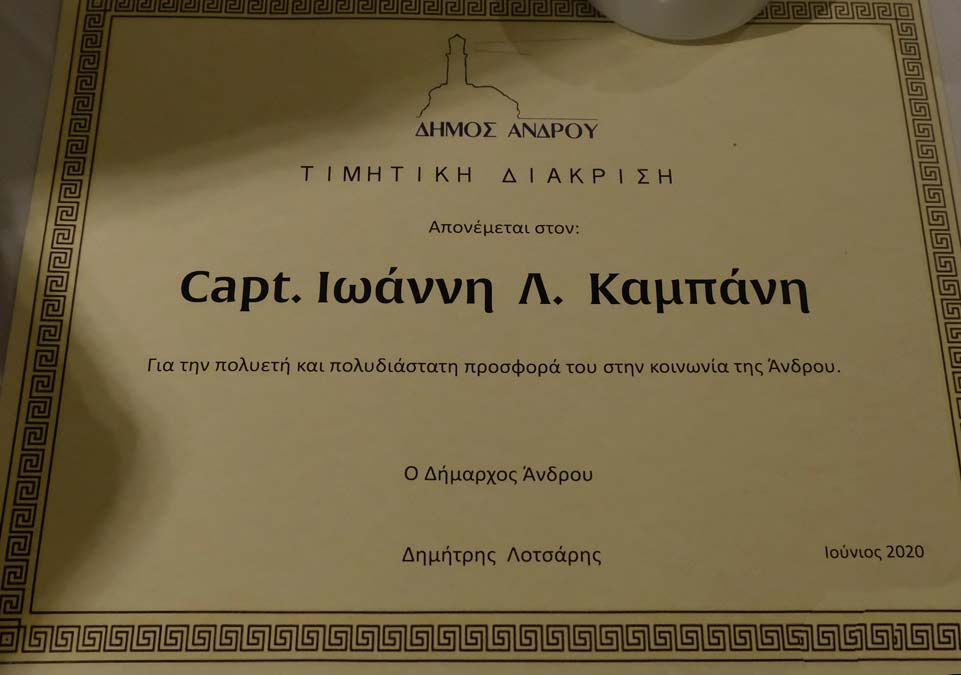 ΔΗΜΟΣ ΑΝΔΡΟΥ
ΤΙΜΗΤΙΚΗ ΔΙΑΚΡΙΣΗ
Απονέμεται στον:
Capt. Ιωάννη Λ. Καμπάνη
Για την πολυετή και πολυδιάστατη προσφορά του στην κοινωνία της Άνδρου.
Ο Δήμαρχος Άνδρου
Δημήτρης Λοτσάρης
Ιούνιος 2020